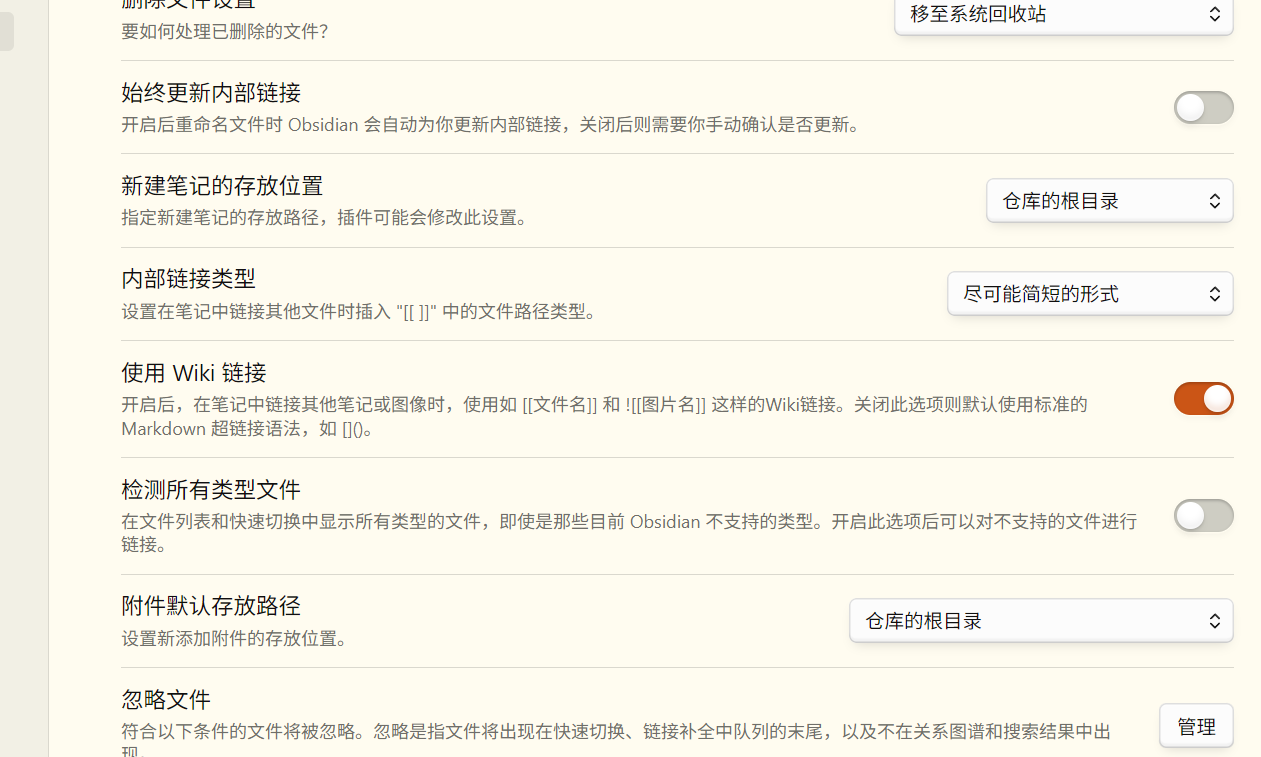 删除文件设置
要如何处理已删除的文件？
移至系统回收站
始终更新内部链接
开启后重命名文件时 Obsidian 会自动为你更新内部链接，关闭后则需要你手动确认是否更新。
新建笔记的存放位置
指定新建笔记的存放路径，插件可能会修改此设置。
仓库的根目录
内部链接类型
设置在笔记中链接其他文件时插入 "[[ ]]" 中的文件路径类型。
尽可能简短的形式
使用 Wiki 链接
开启后，在笔记中链接其他笔记或图像时，使用如 [[文件名]] 和 ![[图片名]] 这样的Wiki链接。关闭此选项则默认使用标准的
Markdown 超链接语法，如 []()。
检测所有类型文件
在文件列表和快速切换中显示所有类型的文件，即使是那些目前 Obsidian 不支持的类型。开启此选项后可以对不支持的文件进行
链接。
附件默认存放路径
设置新添加附件的存放位置。
仓库的根目录
忽略文件
符合以下条件的文件将被忽略。忽略是指文件将出现在快速切换、链接补全中队列的末尾，以及不在关系图谱和搜索结果中出
现。
管理